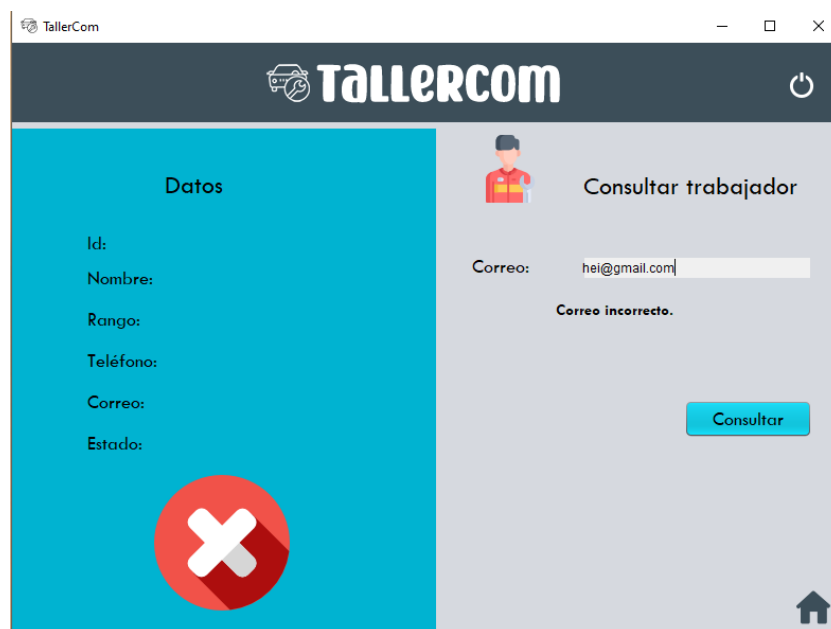 TallerCom
TALLERCOM
Datos
Id:
Nombre:
Rango:
Teléfono:
Correo:
Estado:
Consultar trabajador
Correo:
hei@gmail.com
Correo incorrecto.
Consultar